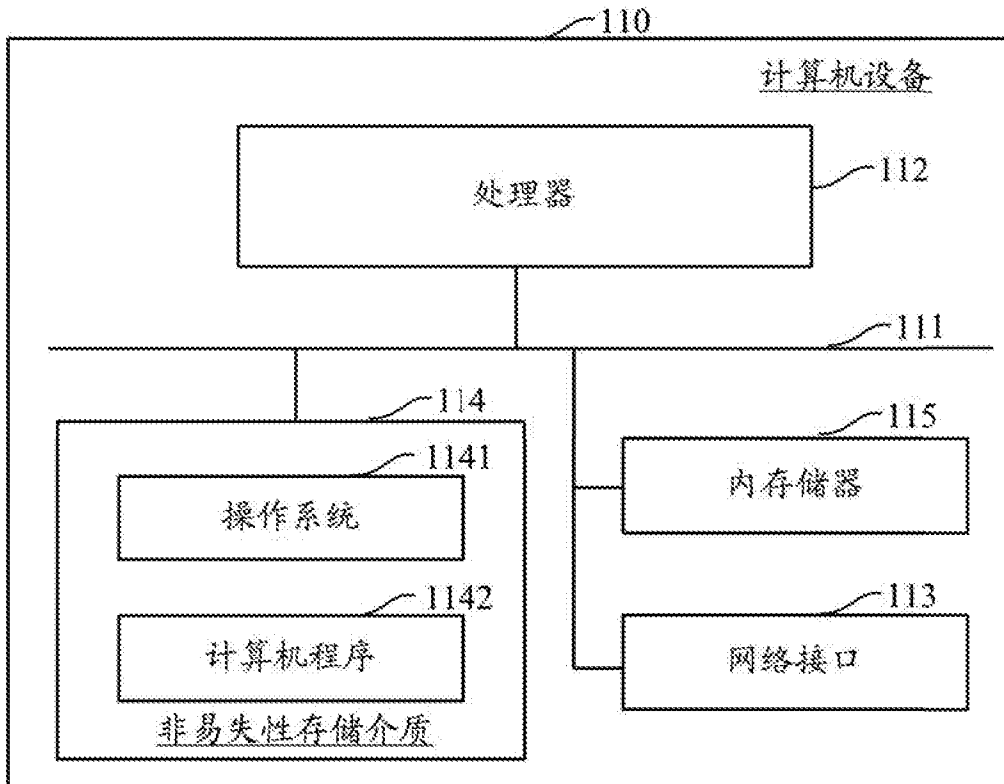 110
计算机设备
处理器
112
111
114
1141
操作系统
1142
计算机程序
非易失性存储介质
115
内存储器
113
网络接口